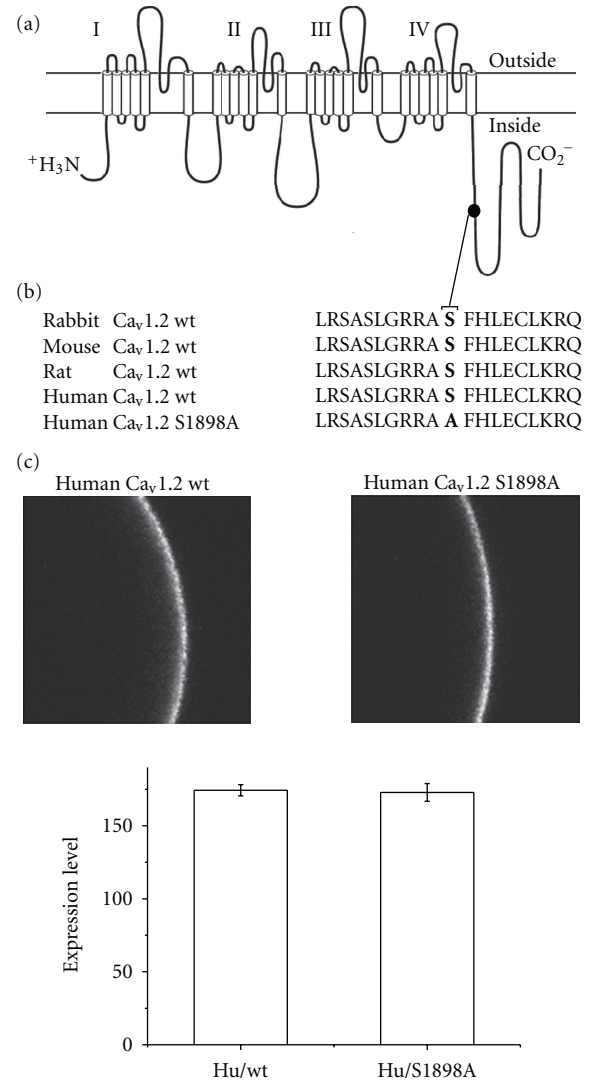 (a)
I II III IV
Outside
Inside
⁺H₃N
CO₂⁻
(b)
Rabbit Caᵥ1.2 wt LRSASLGRRA S FHLECLKRQ
Mouse Caᵥ1.2 wt LRSASLGRRA S FHLECLKRQ
Rat Caᵥ1.2 wt LRSASLGRRA S FHLECLKRQ
Human Caᵥ1.2 wt LRSASLGRRA S FHLECLKRQ
Human Caᵥ1.2 S1898A LRSASLGRRA A FHLECLKRQ
(c)
Human Caᵥ1.2 wt Human Caᵥ1.2 S1898A
Expression level
150
100
50
0
Hu/wt Hu/S1898A